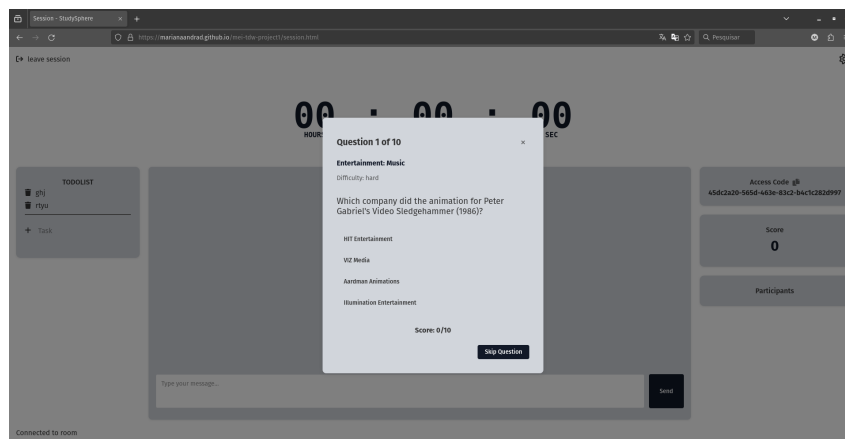 Session - StudySphere
https://marianaandrad.github.io/mei-tdw-project1/session.html
Pesquisar
leave session
00 : 00 : 00
HOURS
SEC
TODOLIST
ghj
rtyu
Task
Question 1 of 10
Entertainment: Music
Difficulty: hard
Which company did the animation for Peter
Gabriel's Video Sledgehammer (1986)?
HIT Entertainment
VIZ Media
Aardman Animations
Illumination Entertainment
Score: 0/10
Skip Question
Type your message...
Send
Access Code
45dc2a20-565d-463e-83c2-b4c1c282d997
Score
0
Participants
Connected to room